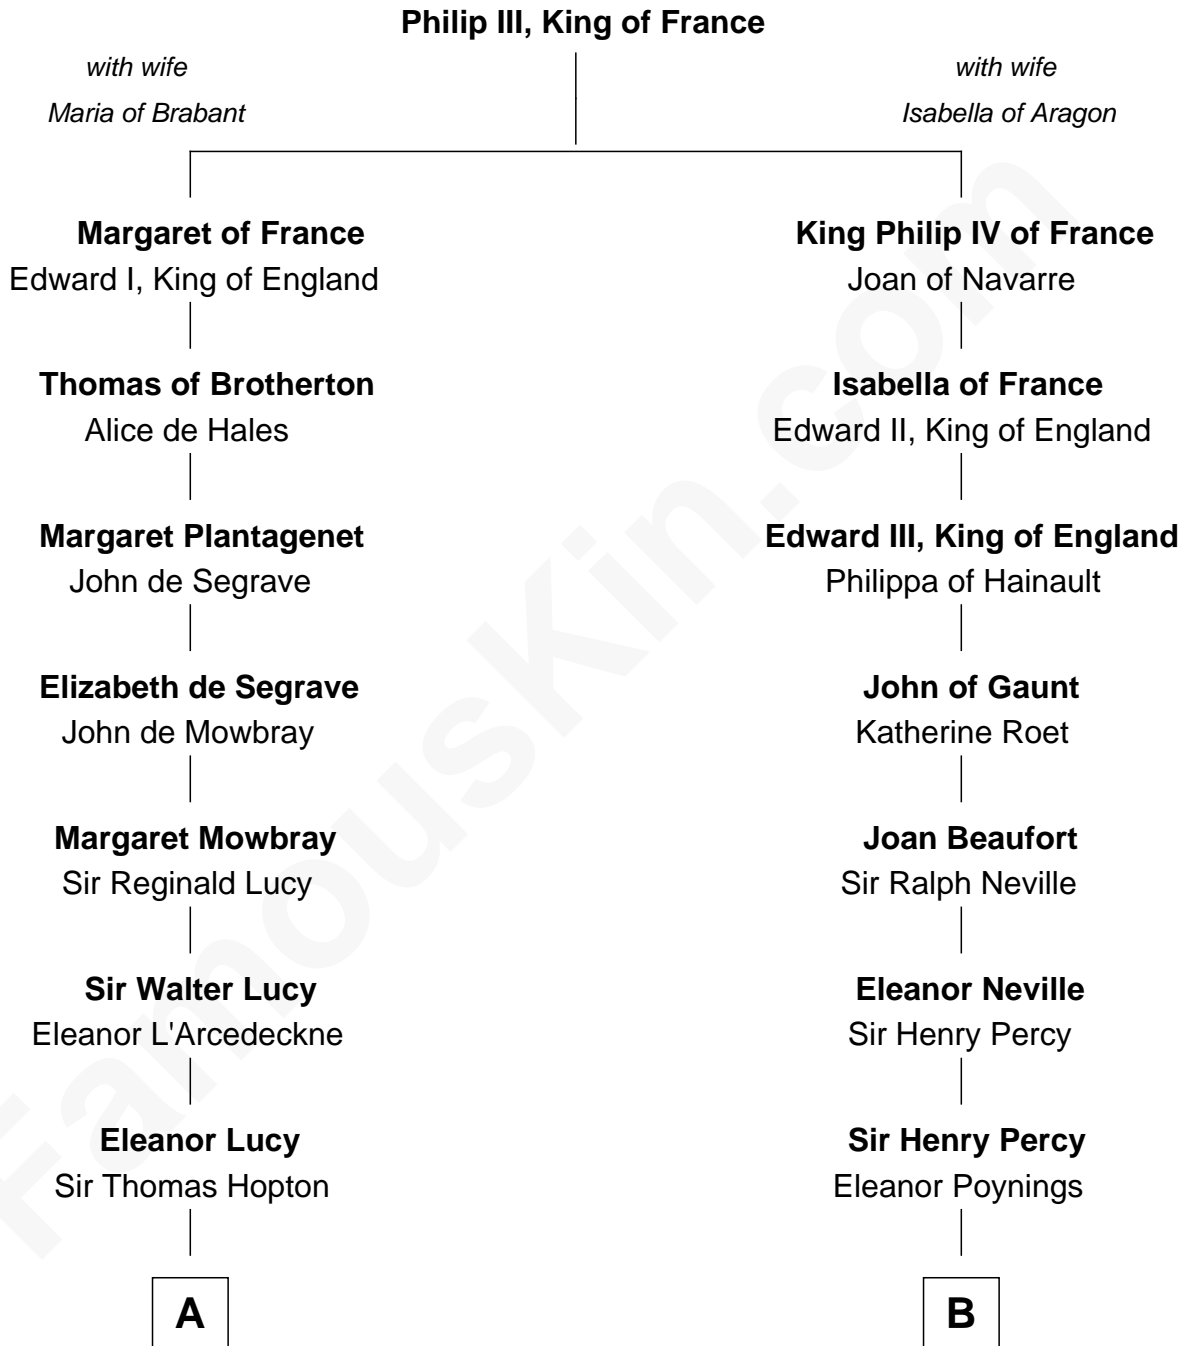 Philip III, King of France
with wife
Maria of Brabant
with wife
Isabella of Aragon
Margaret of France
Edward I, King of England
King Philip IV of France
Joan of Navarre
Thomas of Brotherton
Alice de Hales
Isabella of France
Edward II, King of England
Margaret Plantagenet
John de Segrave
Edward III, King of England
Philippa of Hainault
Elizabeth de Segrave
John de Mowbray
John of Gaunt
Katherine Roet
Margaret Mowbray
Sir Reginald Lucy
Joan Beaufort
Sir Ralph Neville
Sir Walter Lucy
Eleanor L'Arcedeckne
Eleanor Neville
Sir Henry Percy
Eleanor Lucy
Sir Thomas Hopton
Sir Henry Percy
Eleanor Poynings
A
B
FamousKin.com